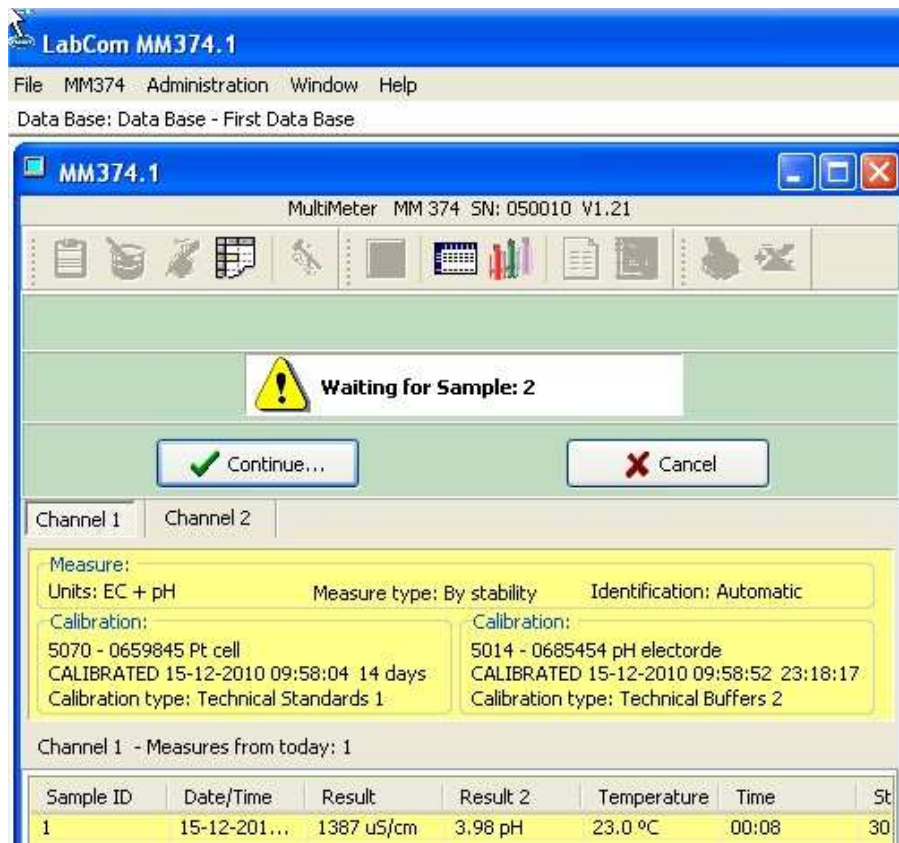 LabCom MM374.1
File MM374 Administration Window Help
Data Base: Data Base - First Data Base
MM374.1
MultiMeter MM 374 SN: 050010 V1.21
Waiting for Sample: 2
Continue... Cancel
Channel 1 Channel 2
Measure:
Units: EC + pH Measure type: By stability Identification: Automatic
Calibration: Calibration:
5070 - 0659845 Pt cell 5014 - 0685454 pH electorde
CALIBRATED 15-12-2010 09:58:04 14 days CALIBRATED 15-12-2010 09:58:52 23:18:17
Calibration type: Technical Standards 1 Calibration type: Technical Buffers 2
Channel 1 - Measures from today: 1
Sample ID Date/Time Result Result 2 Temperature Time St
1 15-12-201... 1387 uS/cm 3.98 pH 23.0 ºC 00:08 30